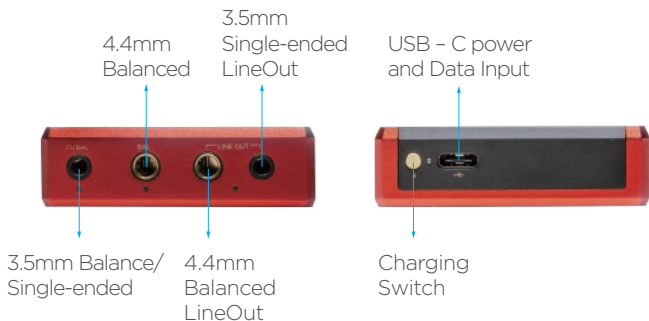 3.5mm
Single-ended
LineOut
4.4mm
Balanced
USB – C power
and Data Input
BAL
LINE OUT
3.5mm Balance/
Single-ended
4.4mm
Balanced
LineOut
Charging
Switch